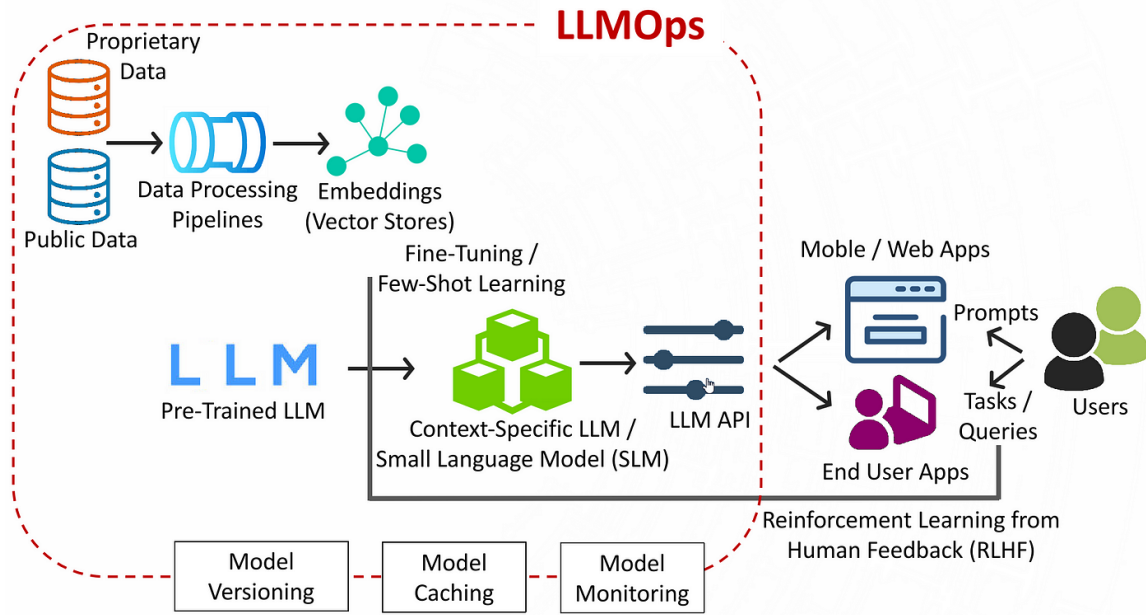 LLMOps
Proprietary
Data
Public Data
Data Processing
Pipelines
Embeddings
(Vector Stores)
Fine-Tuning /
Few-Shot Learning
LLM
Pre-Trained LLM
Context-Specific LLM /
Small Language Model (SLM)
LLM API
Moble / Web Apps
Prompts
Tasks /
Queries
Users
End User Apps
Reinforcement Learning from
Human Feedback (RLHF)
Model
Versioning
Model
Caching
Model
Monitoring